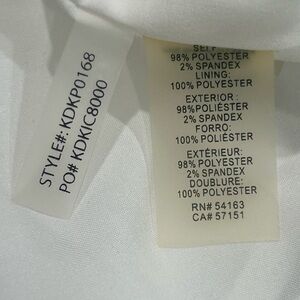 STYLE#: KDKP0168
PO# KDKIC8000
SELF
98% POLYESTER
2% SPANDEX
LINING:
100% POLYESTER
EXTERIOR:
98%POLIÉSTER
2% SPANDEX
FORRO:
100% POLIÉSTER
EXTÉRIEUR:
98% POLYESTER
2% SPANDEX
DOUBLURE:
100% POLYESTER
RN# 54163
CA# 57151